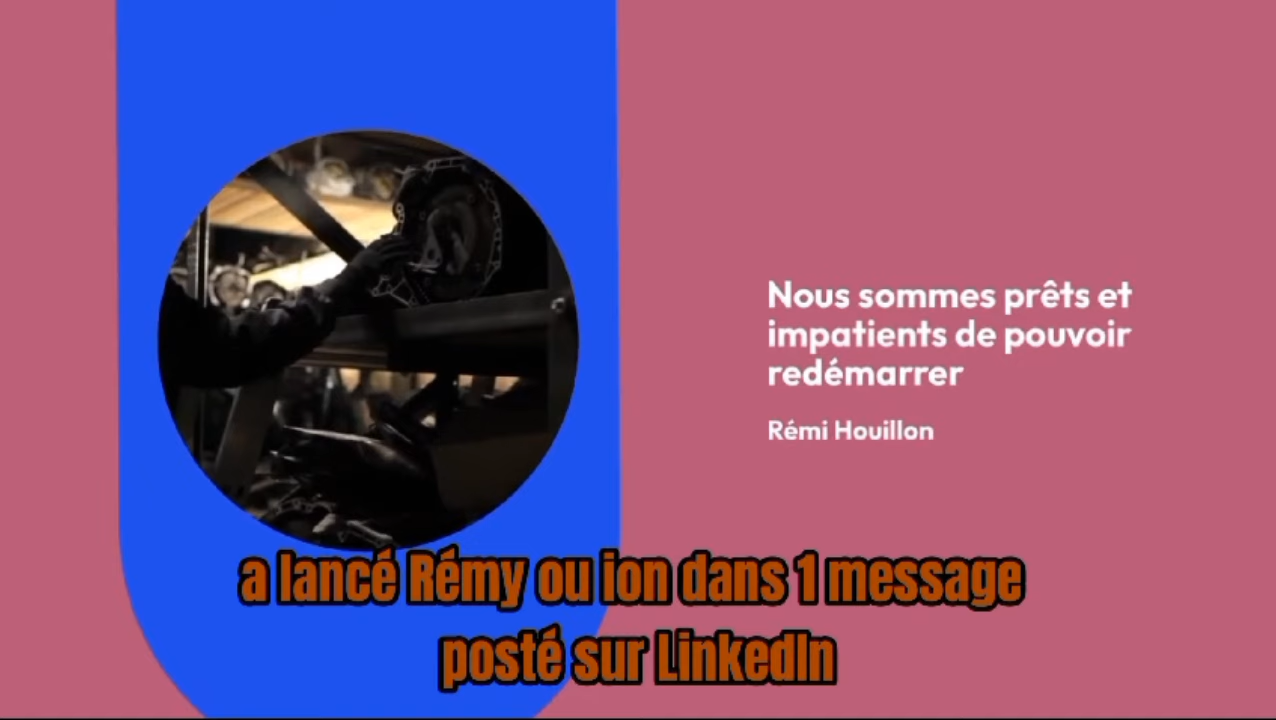 Nous sommes prêts et
impatients de pouvoir
redémarrer
Rémi Houillon
a lancé Rémy ou ion dans 1 message
posté sur LinkedIn